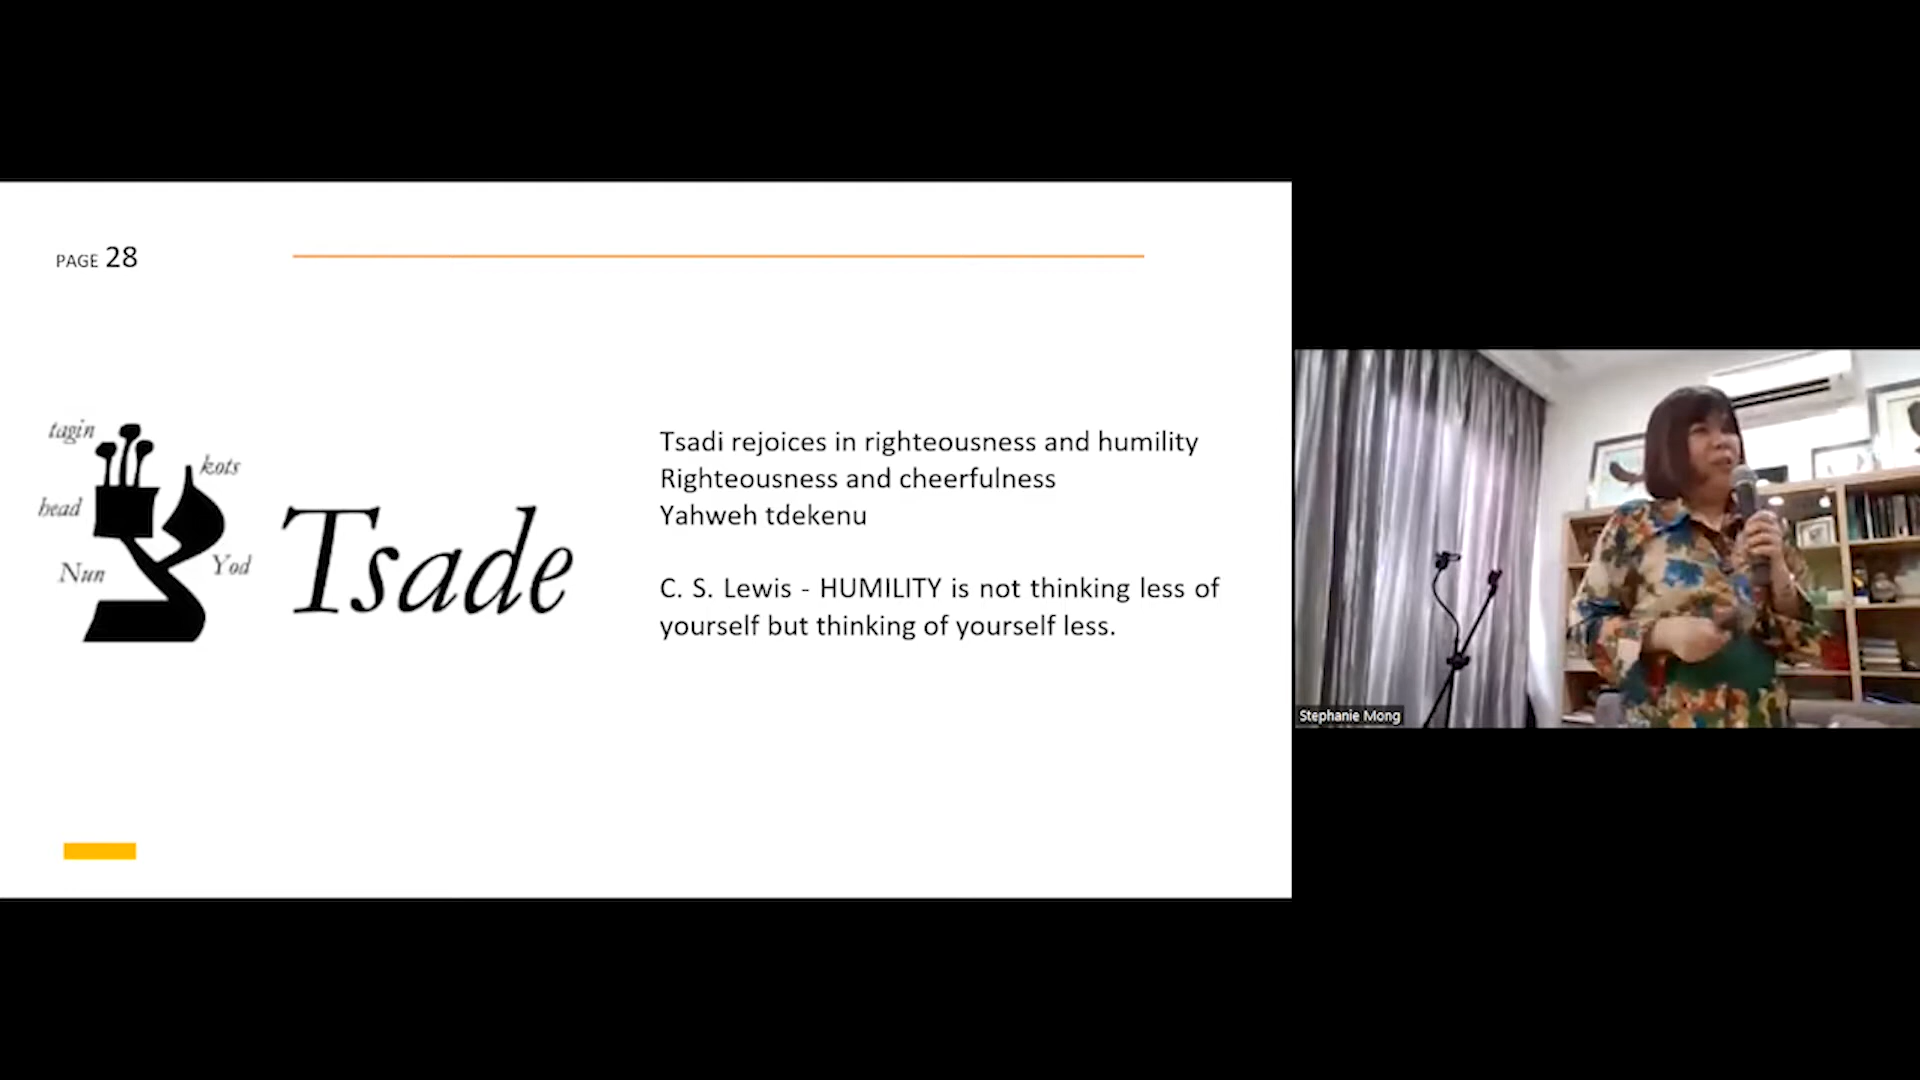 PAGE 28
tagin
kots
head
Nun
Yod
Tsade
Tsadi rejoices in righteousness and humility
Righteousness and cheerfulness
Yahweh tdekenu
C. S. Lewis - HUMILITY is not thinking less of
yourself but thinking of yourself less.
Stephanie Mong